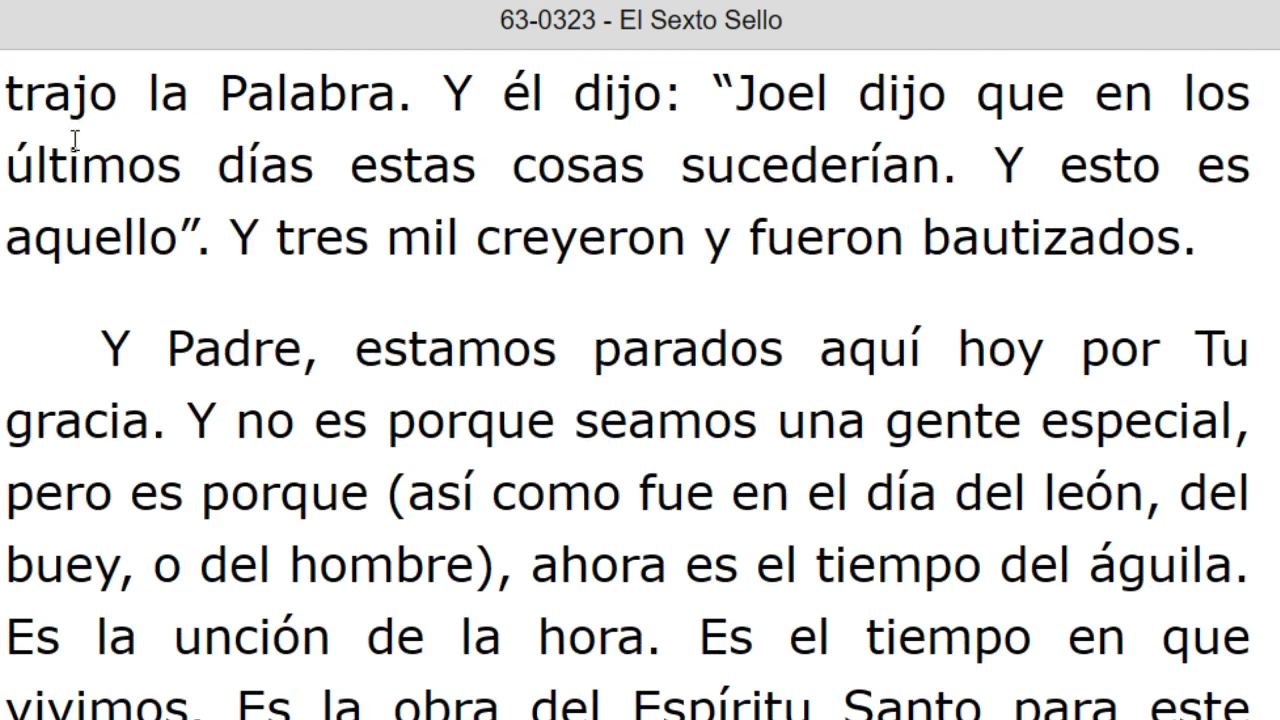 63-0323 - El Sexto Sello
trajo la Palabra. Y él dijo: “Joel dijo que en los
últimos días estas cosas sucederían. Y esto es
aquello”. Y tres mil creyeron y fueron bautizados.
Y Padre, estamos parados aquí hoy por Tu
gracia. Y no es porque seamos una gente especial,
pero es porque (así como fue en el día del león, del
buey, o del hombre), ahora es el tiempo del águila.
Es la unción de la hora. Es el tiempo en que
vivimos. Es la obra del Espíritu Santo para este